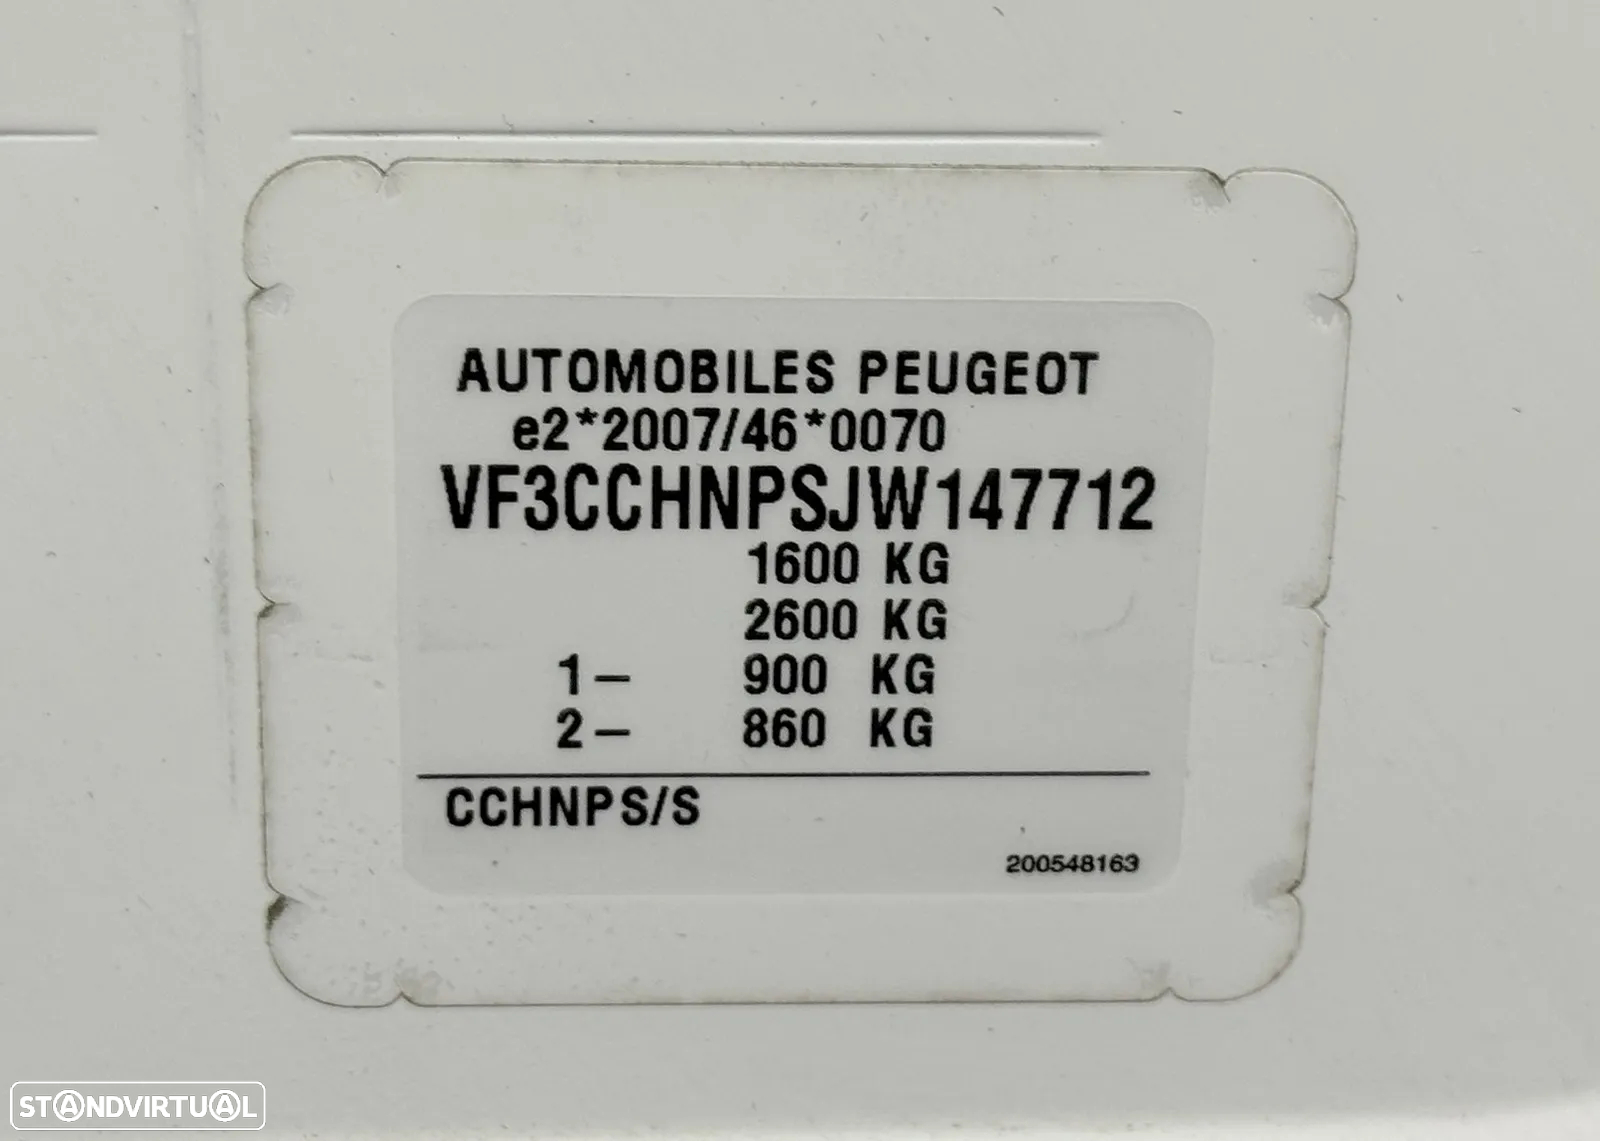 AUTOMOBILES PEUGEOT
e2*2007/46*0070
VF3CCHNPSJW147712
1600 KG
2600 KG
1– 900 KG
2– 860 KG
CCHNPS/S
200548163
STANDVIRTUAL